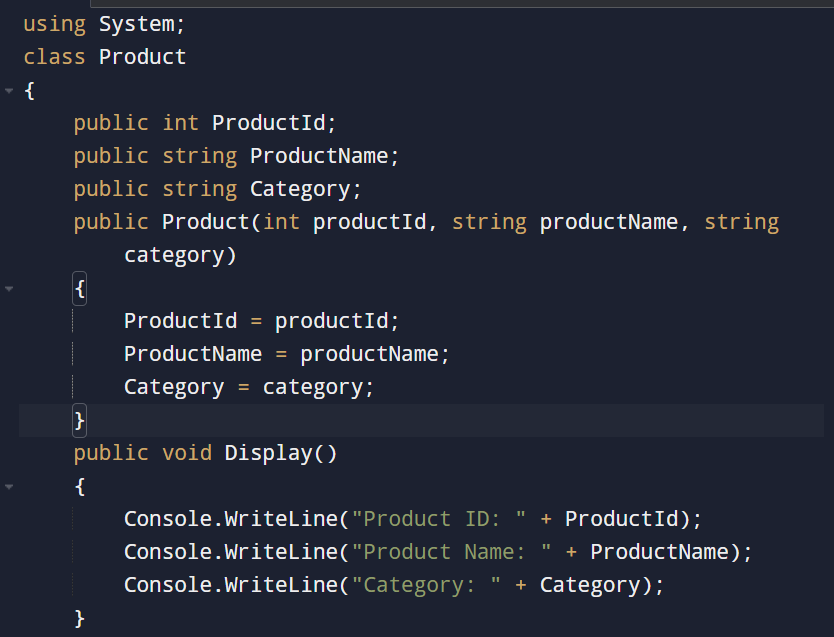 using System;
class Product
{
    public int ProductId;
    public string ProductName;
    public string Category;
    public Product(int productId, string productName, string
        category)
    {
        ProductId = productId;
        ProductName = productName;
        Category = category;
    }
    public void Display()
    {
        Console.WriteLine("Product ID: " + ProductId);
        Console.WriteLine("Product Name: " + ProductName);
        Console.WriteLine("Category: " + Category);
    }